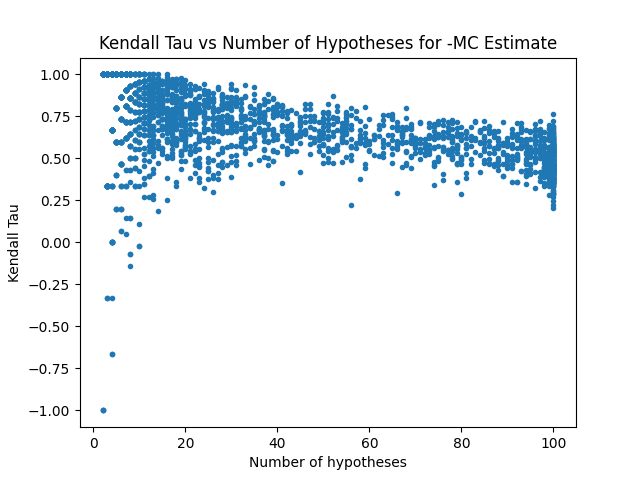 Kendall Tau vs Number of Hypotheses for -MC Estimate
1.00
0.75
0.50
0.25
0.00
−0.25
−0.50
−0.75
−1.00
Kendall Tau
0 20 40 60 80 100
Number of hypotheses